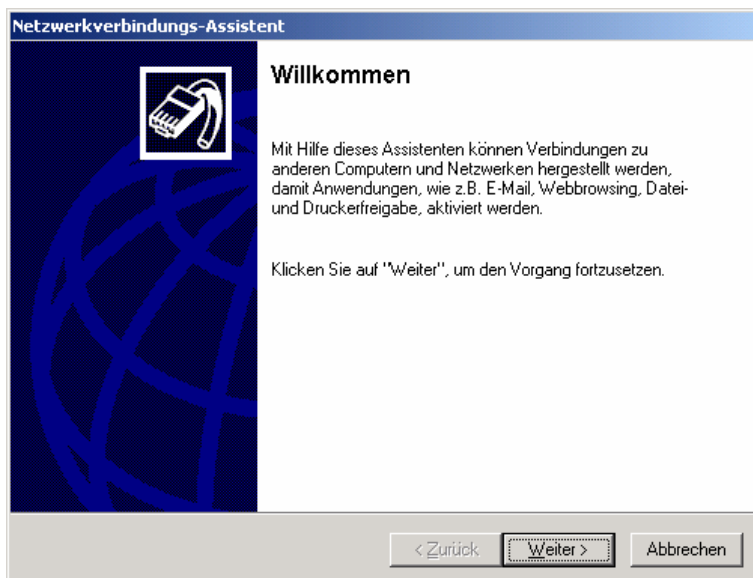 Netzwerkverbindungs-Assistent
Willkommen
Mit Hilfe dieses Assistenten können Verbindungen zu
anderen Computern und Netzwerken hergestellt werden,
damit Anwendungen, wie z.B. E-Mail, Webbrowsing, Datei-
und Druckerfreigabe, aktiviert werden.
Klicken Sie auf "Weiter", um den Vorgang fortzusetzen.
< Zurück Weiter > Abbrechen